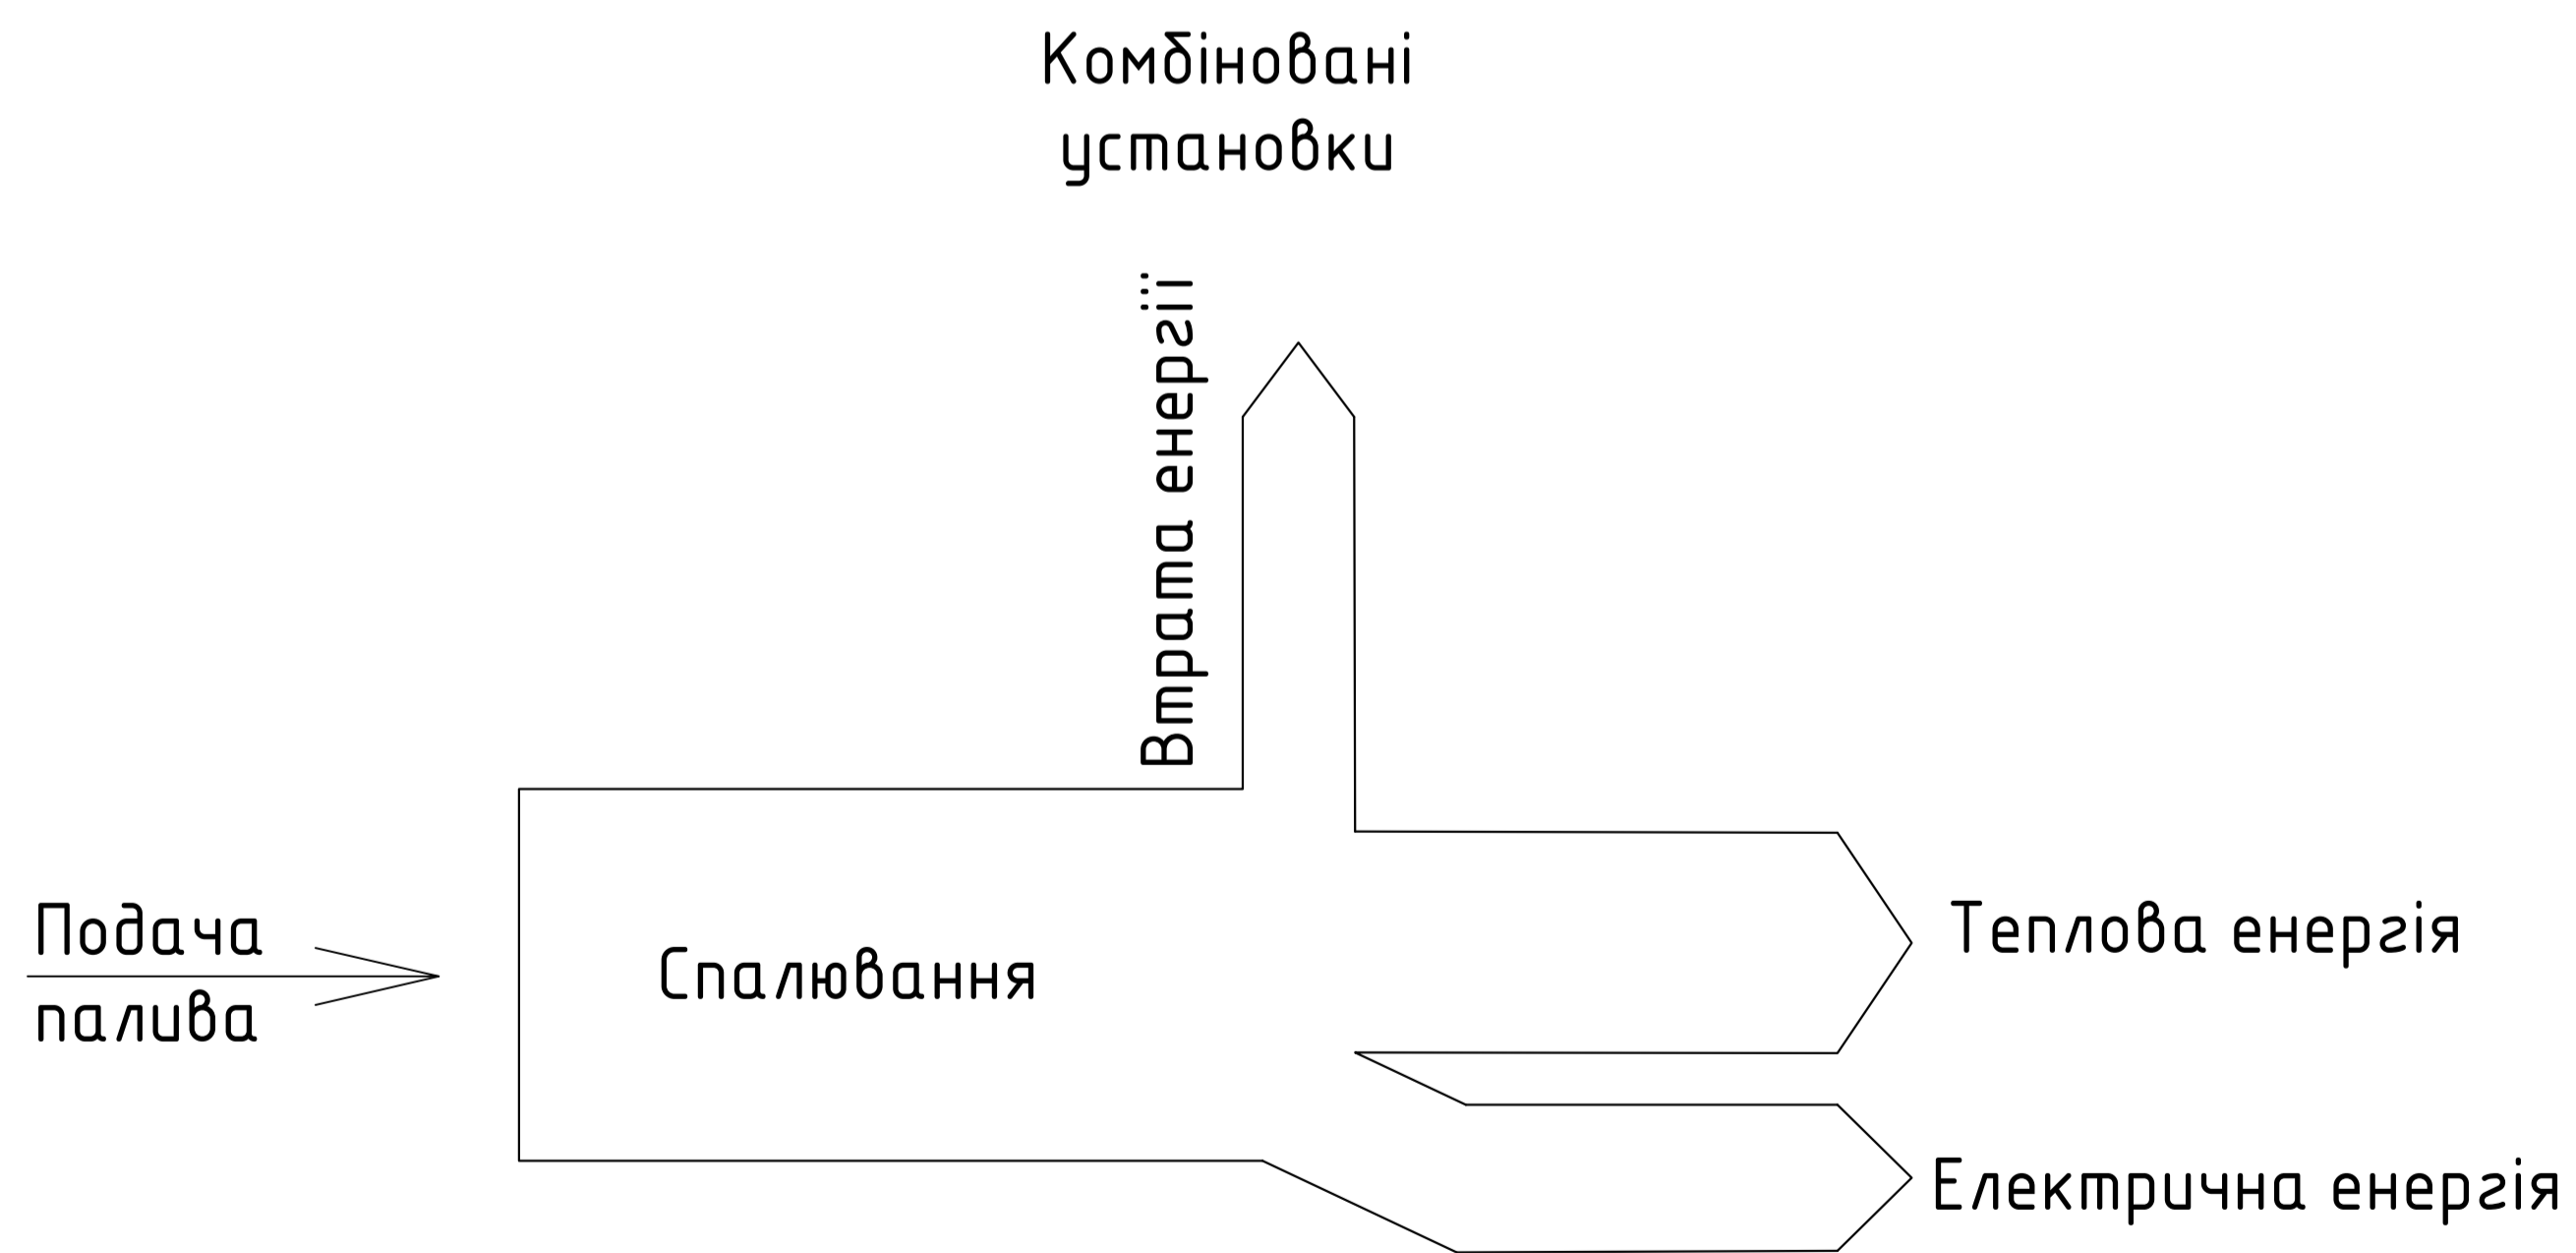 Комбіновані
установки
Втрата енергії
Подача
палива
Спалювання
Теплова енергія
Електрична енергія